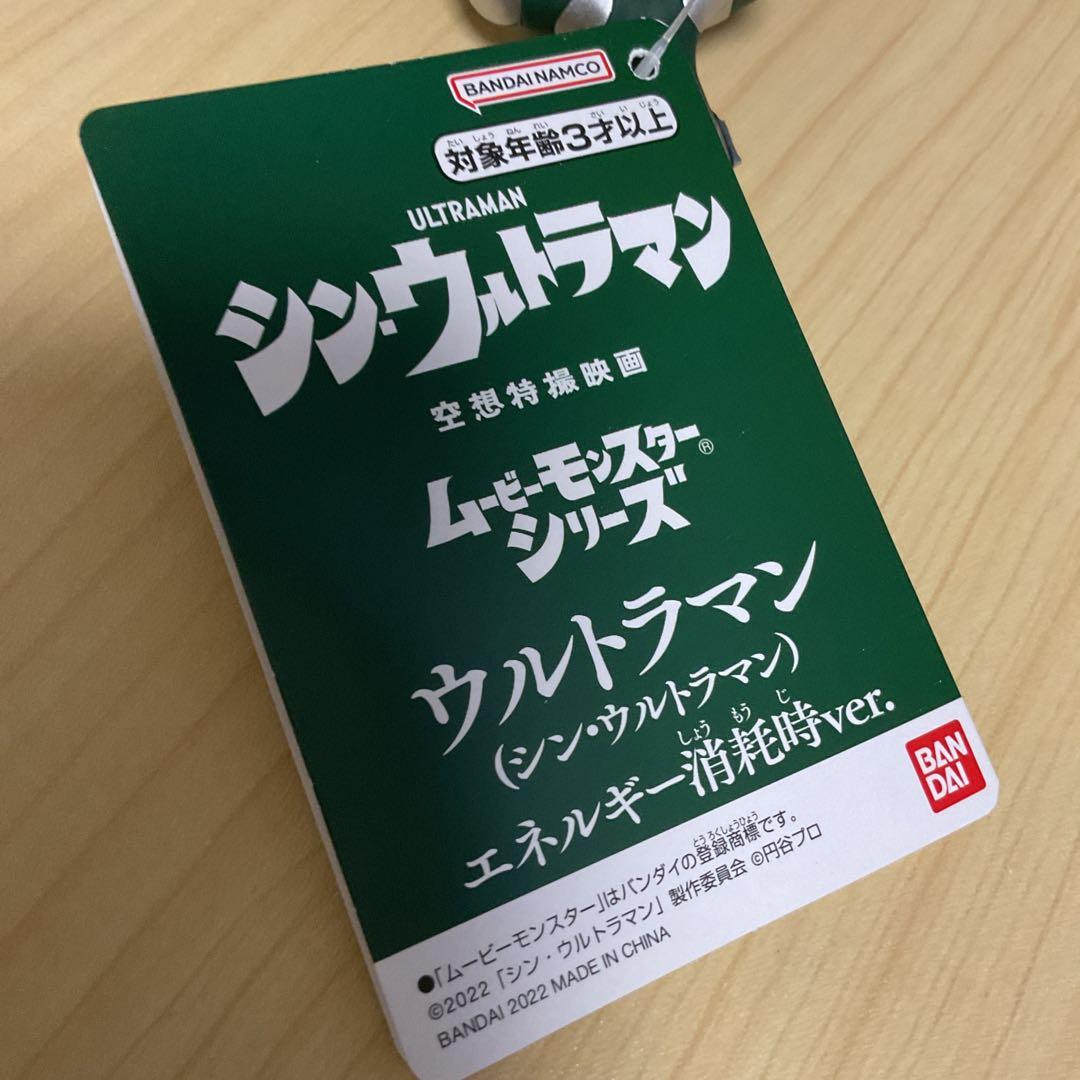 BANDAI NAMCO
対象年齢3才以上
たいしょうねんれい さいいじょう
ULTRAMAN
シン・ウルトラマン
空想特撮映画
ムービーモンスター®
シリーズ
ウルトラマン
(シン・ウルトラマン)
しょう もう じ
エネルギー消耗時ver.
BAN
DAI
とうろくしょうひょう
●「ムービーモンスター」はバンダイの登録商標です。
©2022「シン・ウルトラマン」製作委員会 ©円谷プロ
BANDAI 2022 MADE IN CHINA